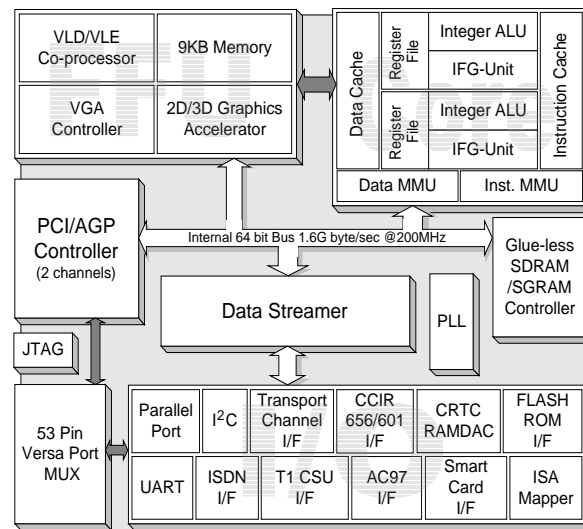 FFU
VLD/VLE
Co-processor
9KB Memory
VGA
Controller
2D/3D Graphics
Accelerator
Core
Data Cache
Register
File
Integer ALU
IFG-Unit
Register
File
Integer ALU
IFG-Unit
Instruction Cache
Data MMU
Inst. MMU
PCI/AGP
Controller
(2 channels)
Internal 64 bit Bus 1.6G byte/sec @200MHz
Glue-less
SDRAM
/SGRAM
Controller
Data Streamer
PLL
JTAG
53 Pin
Versa Port
MUX
I/O
Parallel
Port
I²C
Transport
Channel
I/F
CCIR
656/601
I/F
CRTC
RAMDAC
FLASH
ROM
I/F
UART
ISDN
I/F
T1 CSU
I/F
AC97
I/F
Smart
Card
I/F
ISA
Mapper